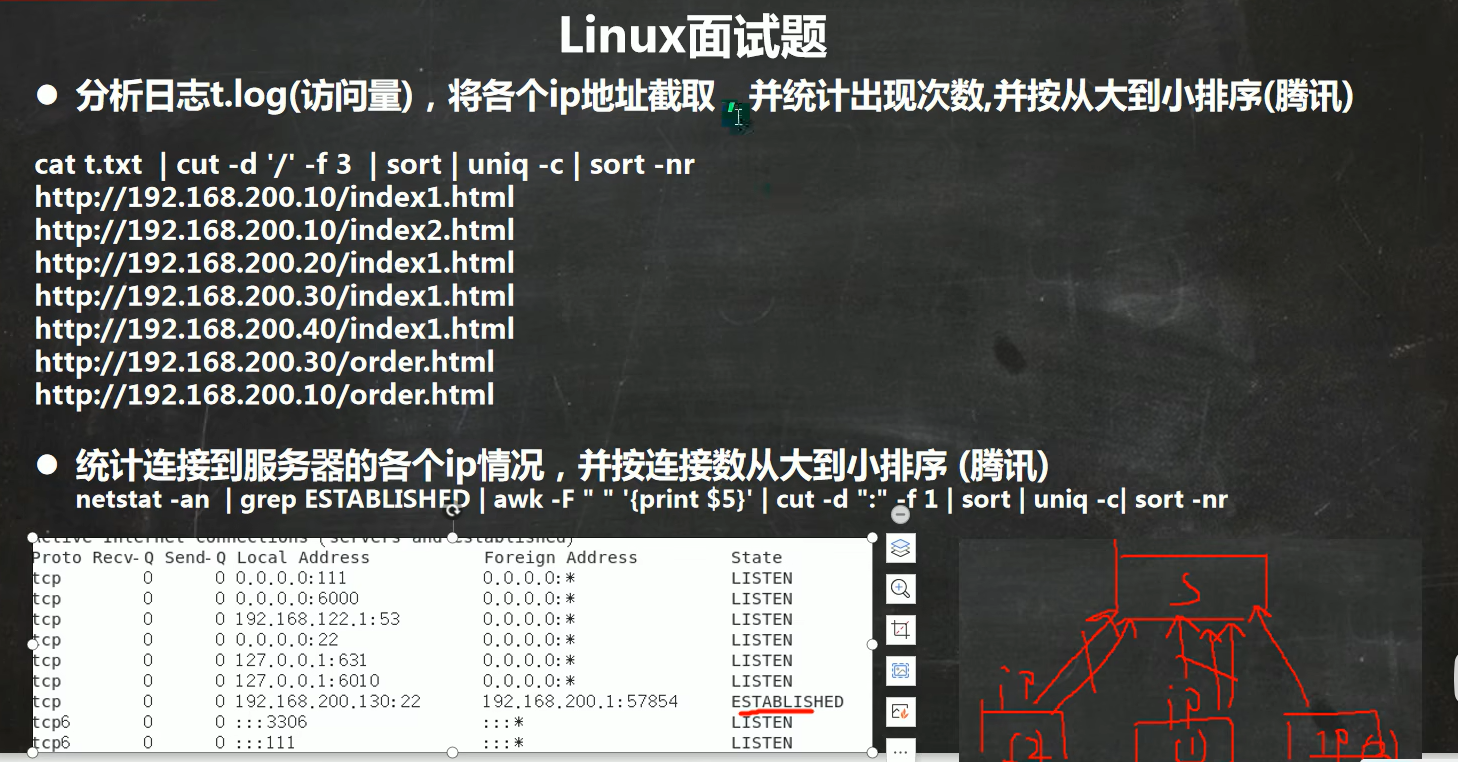 Linux面试题
● 分析日志t.log(访问量)，将各个ip地址截取，并统计出现次数,并按从大到小排序(腾讯)
cat t.txt | cut -d '/' -f 3 | sort | uniq -c | sort -nr
http://192.168.200.10/index1.html
http://192.168.200.10/index2.html
http://192.168.200.20/index1.html
http://192.168.200.30/index1.html
http://192.168.200.40/index1.html
http://192.168.200.30/order.html
http://192.168.200.10/order.html
● 统计连接到服务器的各个ip情况，并按连接数从大到小排序 (腾讯)
netstat -an | grep ESTABLISHED | awk -F " " '{print $5}' | cut -d ":" -f 1 | sort | uniq -c| sort -nr
Active Internet connections (servers and established)
Proto Recv-Q Send-Q Local Address Foreign Address State
tcp 0 0 0.0.0.0:111 0.0.0.0:* LISTEN
tcp 0 0 0.0.0.0:6000 0.0.0.0:* LISTEN
tcp 0 0 192.168.122.1:53 0.0.0.0:* LISTEN
tcp 0 0 0.0.0.0:22 0.0.0.0:* LISTEN
tcp 0 0 127.0.0.1:631 0.0.0.0:* LISTEN
tcp 0 0 127.0.0.1:6010 0.0.0.0:* LISTEN
tcp 0 0 192.168.200.130:22 192.168.200.1:57854 ESTABLISHED
tcp6 0 0 :::3306 :::* LISTEN
tcp6 0 0 :::111 :::* LISTEN
S
ip ip
(2) (1) IP